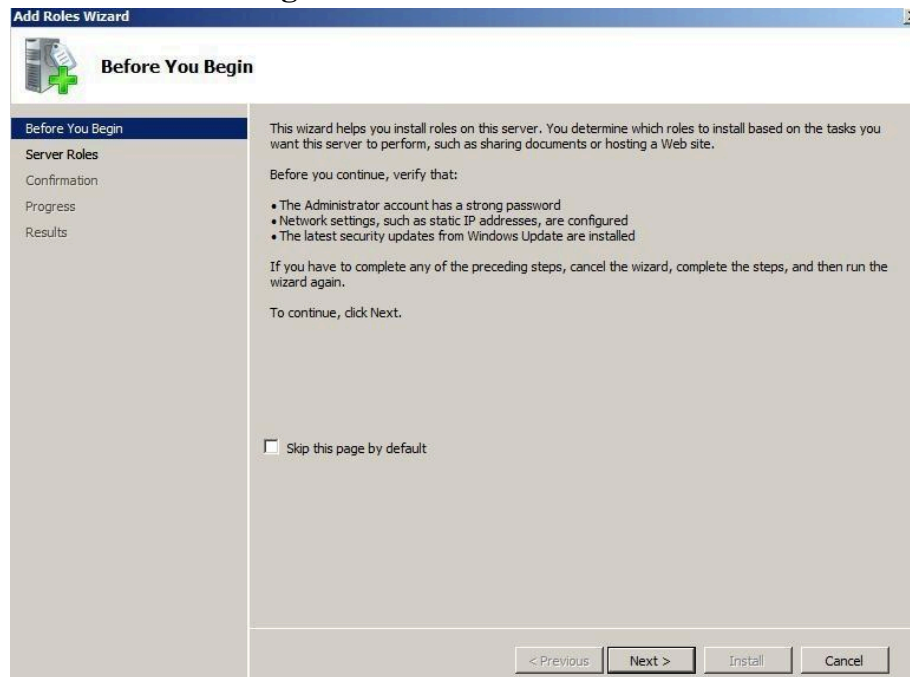 Add Roles Wizard
Before You Begin
Before You Begin
Server Roles
Confirmation
Progress
Results
This wizard helps you install roles on this server. You determine which roles to install based on the tasks you
want this server to perform, such as sharing documents or hosting a Web site.
Before you continue, verify that:
• The Administrator account has a strong password
• Network settings, such as static IP addresses, are configured
• The latest security updates from Windows Update are installed
If you have to complete any of the preceding steps, cancel the wizard, complete the steps, and then run the
wizard again.
To continue, click Next.
Skip this page by default
< Previous
Next >
Install
Cancel